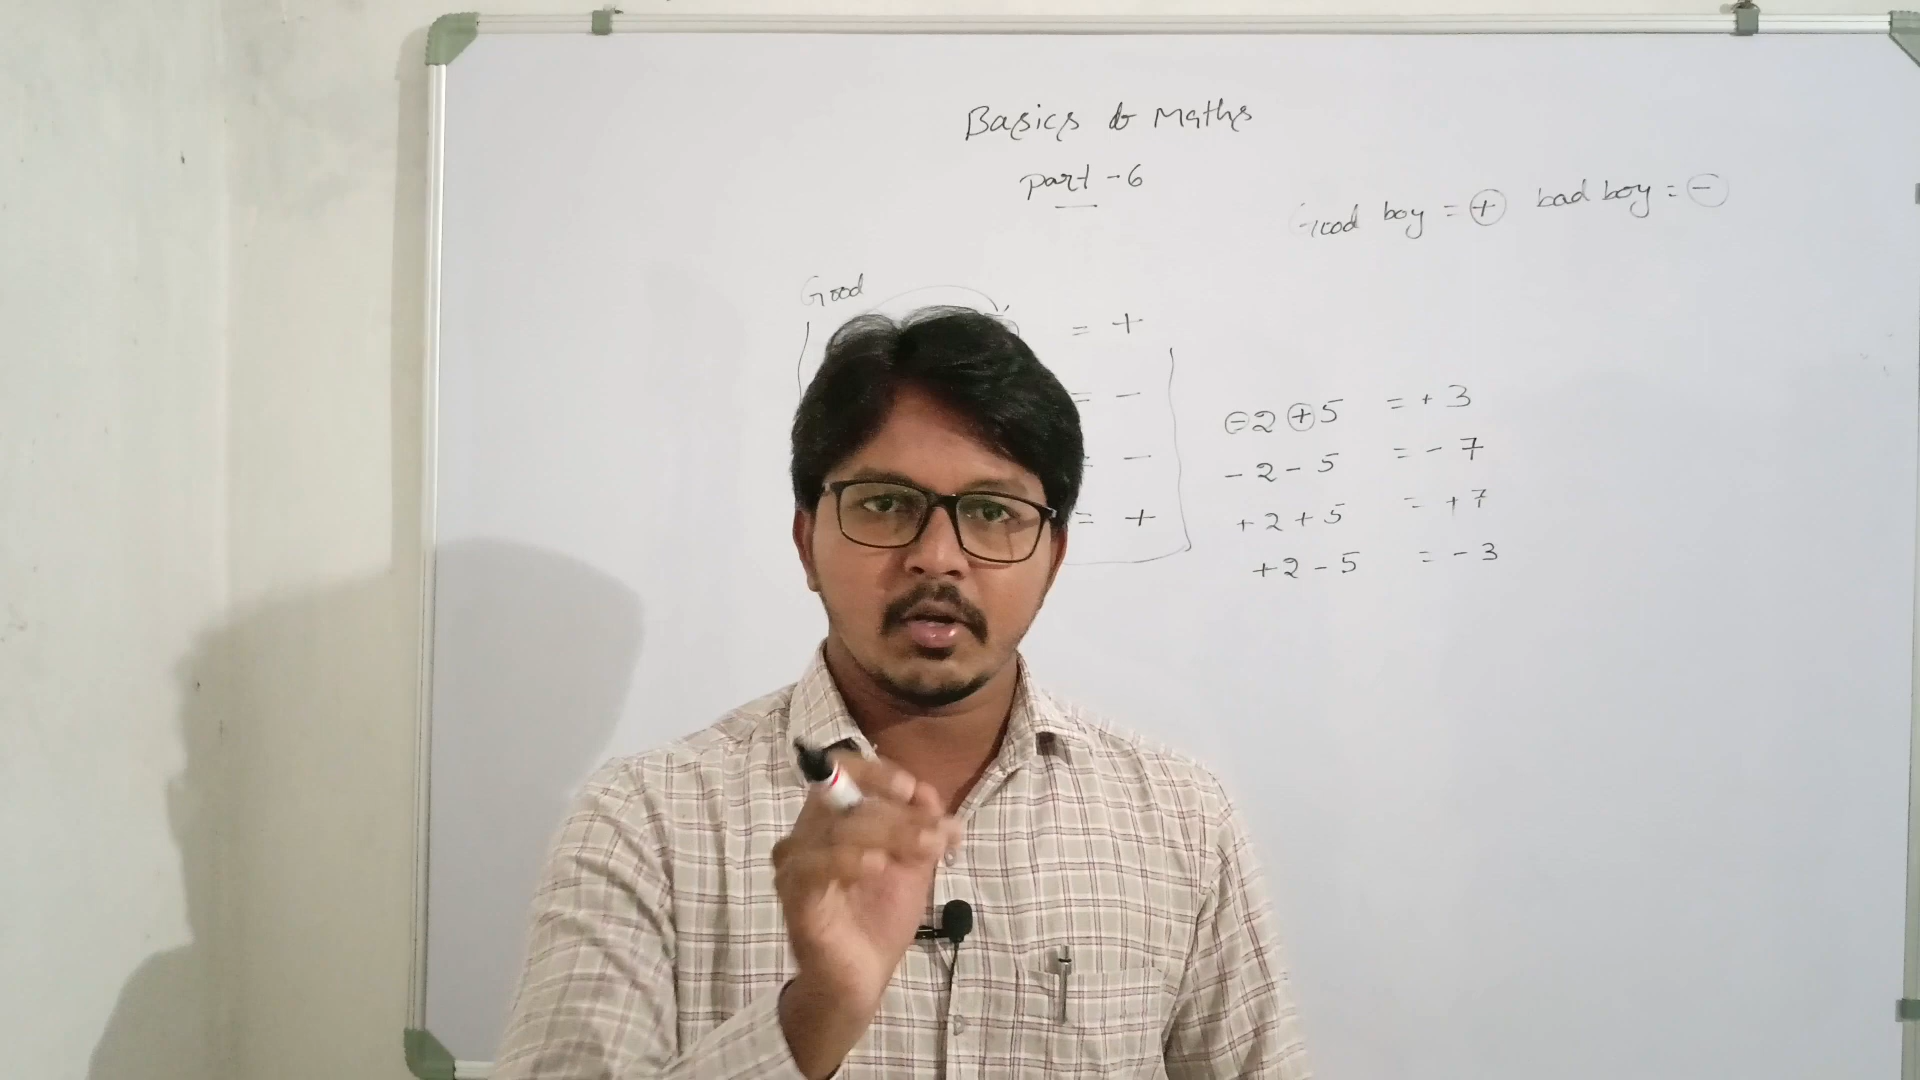 Basics of Maths
part - 6
Good boy = + bad boy = -
Good
= +
= -
= -
= +
-2+5 = +3
-2-5 = -7
+2+5 = +7
+2-5 = -3